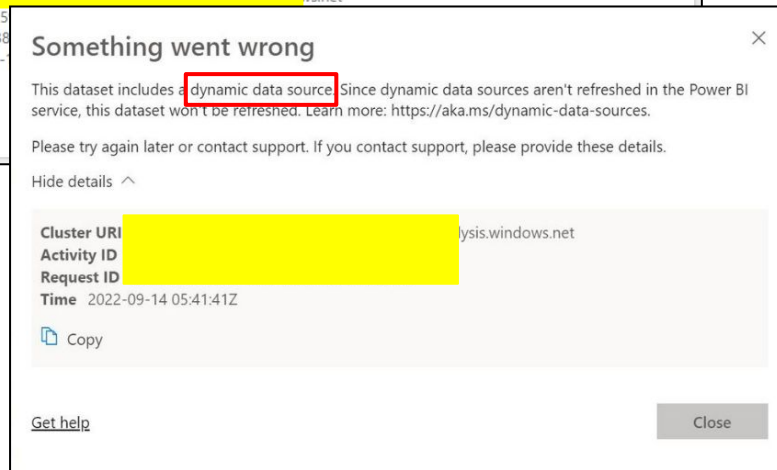 Something went wrong
This dataset includes a dynamic data source. Since dynamic data sources aren't refreshed in the Power BI
service, this dataset won't be refreshed. Learn more: https://aka.ms/dynamic-data-sources.
Please try again later or contact support. If you contact support, please provide these details.
Hide details
Cluster URI lysis.windows.net
Activity ID
Request ID
Time 2022-09-14 05:41:41Z
Copy
Get help
Close